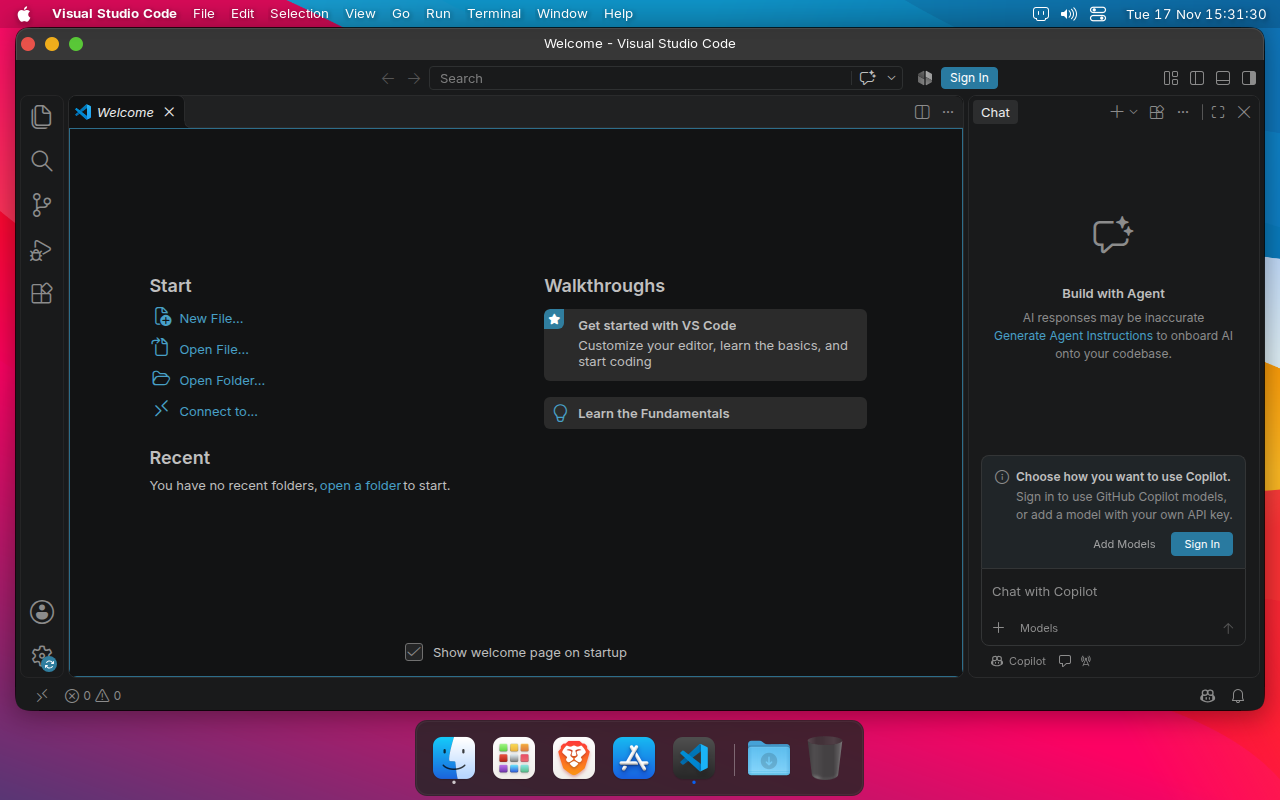 Visual Studio Code File Edit Selection View Go Run Terminal Window Help Tue 17 Nov 15:31:30
Welcome - Visual Studio Code
Search
Sign In
Welcome
Chat
Start
New File...
Open File...
Open Folder...
Connect to...
Recent
You have no recent folders, open a folder to start.
Walkthroughs
Get started with VS Code
Customize your editor, learn the basics, and
start coding
Learn the Fundamentals
Show welcome page on startup
Build with Agent
AI responses may be inaccurate
Generate Agent Instructions to onboard AI
onto your codebase.
Choose how you want to use Copilot.
Sign in to use GitHub Copilot models,
or add a model with your own API key.
Add Models Sign In
Chat with Copilot
Models
Copilot
0 0